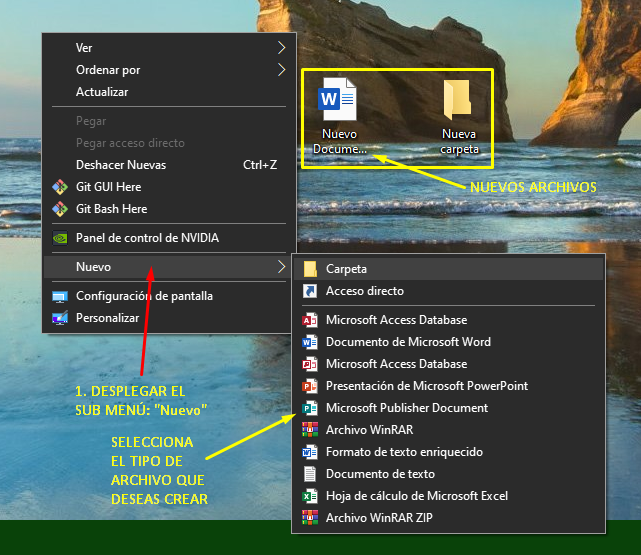 Ver
Ordenar por
Actualizar
Pegar
Pegar acceso directo
Deshacer Nuevas Ctrl+Z
Git GUI Here
Git Bash Here
Panel de control de NVIDIA
Nuevo
Configuración de pantalla
Personalizar
Nuevo
Docume...
Nueva
carpeta
NUEVOS ARCHIVOS
Carpeta
Acceso directo
Microsoft Access Database
Documento de Microsoft Word
Microsoft Access Database
Presentación de Microsoft PowerPoint
Microsoft Publisher Document
Archivo WinRAR
Formato de texto enriquecido
Documento de texto
Hoja de cálculo de Microsoft Excel
Archivo WinRAR ZIP
1. DESPLEGAR EL
SUB MENÚ: "Nuevo"
SELECCIONA
EL TIPO DE
ARCHIVO QUE
DESEAS CREAR